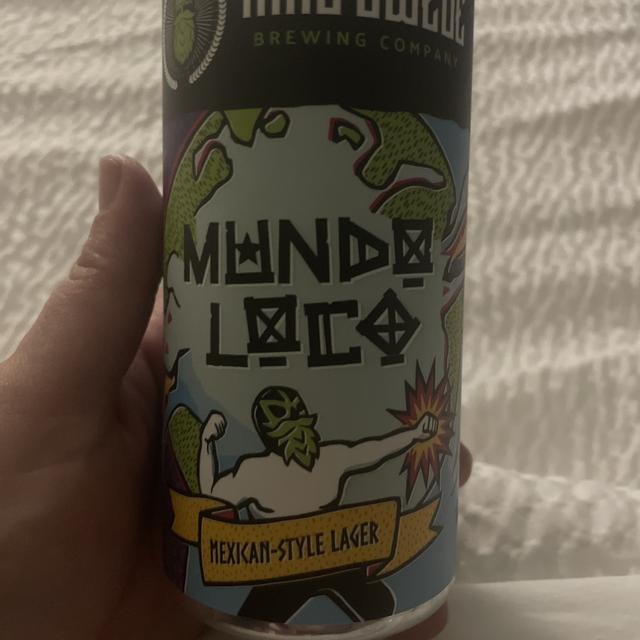 BREWING COMPANY
MUNDO
LOCO
MEXICAN-STYLE LAGER